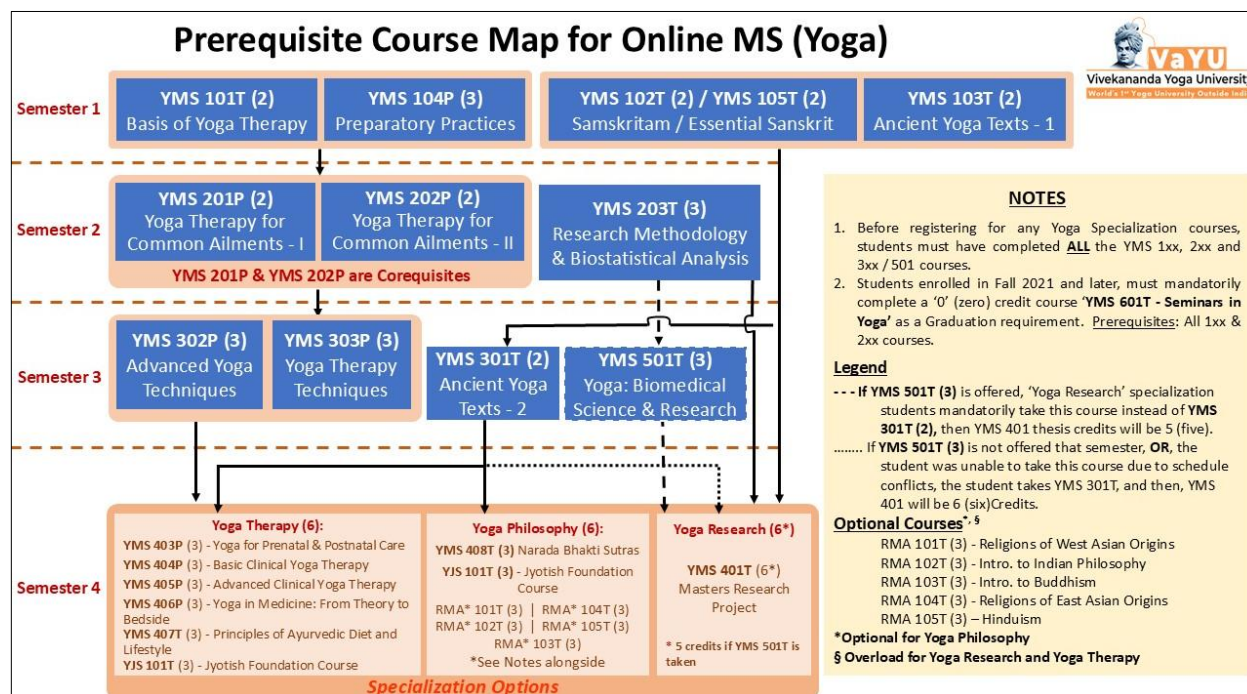 Prerequisite Course Map for Online MS (Yoga)
VaYU
Vivekananda Yoga University
World's 1st Yoga University Outside India
Semester 1
YMS 101T (2)
Basis of Yoga Therapy
YMS 104P (3)
Preparatory Practices
YMS 102T (2) / YMS 105T (2)
Samskritam / Essential Sanskrit
YMS 103T (2)
Ancient Yoga Texts - 1
Semester 2
YMS 201P (2)
Yoga Therapy for
Common Ailments - I
YMS 202P (2)
Yoga Therapy for
Common Ailments - II
YMS 201P & YMS 202P are Corequisites
YMS 203T (3)
Research Methodology
& Biostatistical Analysis
Semester 3
YMS 302P (3)
Advanced Yoga
Techniques
YMS 303P (3)
Yoga Therapy
Techniques
YMS 301T (2)
Ancient Yoga
Texts - 2
YMS 501T (3)
Yoga: Biomedical
Science & Research
Semester 4
Yoga Therapy (6):
YMS 403P (3) - Yoga for Prenatal & Postnatal Care
YMS 404P (3) - Basic Clinical Yoga Therapy
YMS 405P (3) - Advanced Clinical Yoga Therapy
YMS 406P (3) - Yoga in Medicine: From Theory to
Bedside
YMS 407T (3) - Principles of Ayurvedic Diet and
Lifestyle
YJS 101T (3) - Jyotish Foundation Course
Yoga Philosophy (6):
YMS 408T (3) Narada Bhakti Sutras
YJS 101T (3) - Jyotish Foundation
Course
RMA* 101T (3) | RMA* 104T (3)
RMA* 102T (3) | RMA* 105T (3)
RMA* 103T (3)
*See Notes alongside
Yoga Research (6*)
YMS 401T (6*)
Masters Research
Project
* 5 credits if YMS 501T is
taken
Specialization Options
NOTES
1. Before registering for any Yoga Specialization courses,
students must have completed ALL the YMS 1xx, 2xx and
3xx / 501 courses.
2. Students enrolled in Fall 2021 and later, must mandatorily
complete a '0' (zero) credit course 'YMS 601T - Seminars in
Yoga' as a Graduation requirement. Prerequisites: All 1xx &
2xx courses.
Legend
- - - If YMS 501T (3) is offered, 'Yoga Research' specialization
students mandatorily take this course instead of YMS
301T (2), then YMS 401 thesis credits will be 5 (five).
........ If YMS 501T (3) is not offered that semester, OR, the
student was unable to take this course due to schedule
conflicts, the student takes YMS 301T, and then, YMS
401 will be 6 (six)Credits.
Optional Courses*, §
RMA 101T (3) - Religions of West Asian Origins
RMA 102T (3) - Intro. to Indian Philosophy
RMA 103T (3) - Intro. to Buddhism
RMA 104T (3) - Religions of East Asian Origins
RMA 105T (3) – Hinduism
*Optional for Yoga Philosophy
§ Overload for Yoga Research and Yoga Therapy